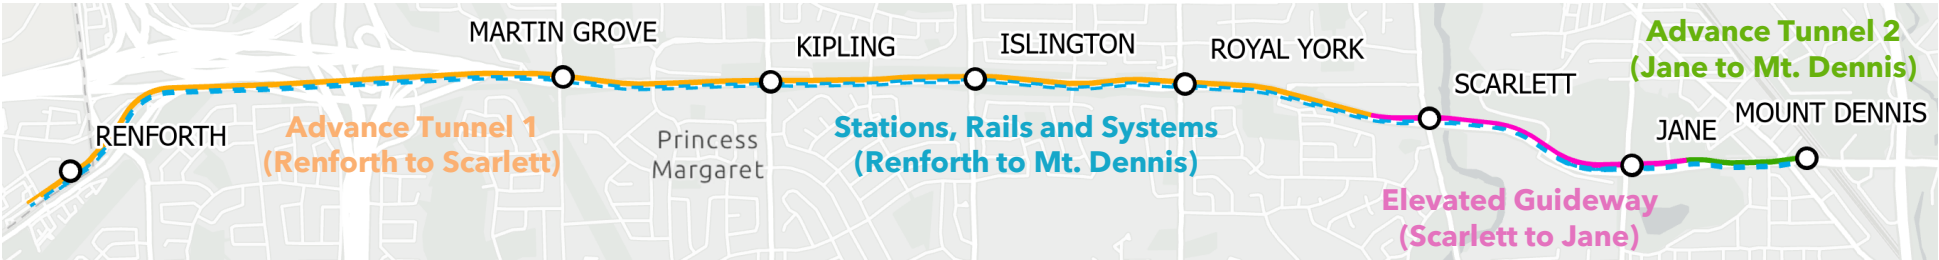 RENFORTH
MARTIN GROVE
Advance Tunnel 1
(Renforth to Scarlett)
Princess
Margaret
KIPLING
ISLINGTON
Stations, Rails and Systems
(Renforth to Mt. Dennis)
ROYAL YORK
SCARLETT
Elevated Guideway
(Scarlett to Jane)
JANE
Advance Tunnel 2
(Jane to Mt. Dennis)
MOUNT DENNIS